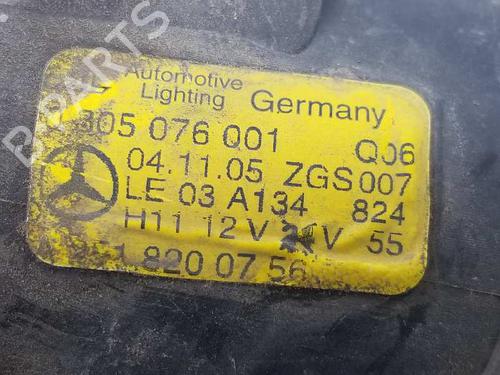 B PARTS
Automotive
Lighting Germany
305 076 001 Q06
04.11.05 ZGS 007
LE 03 A134 824
H11 12 V 24 V 55
1 820 07 56